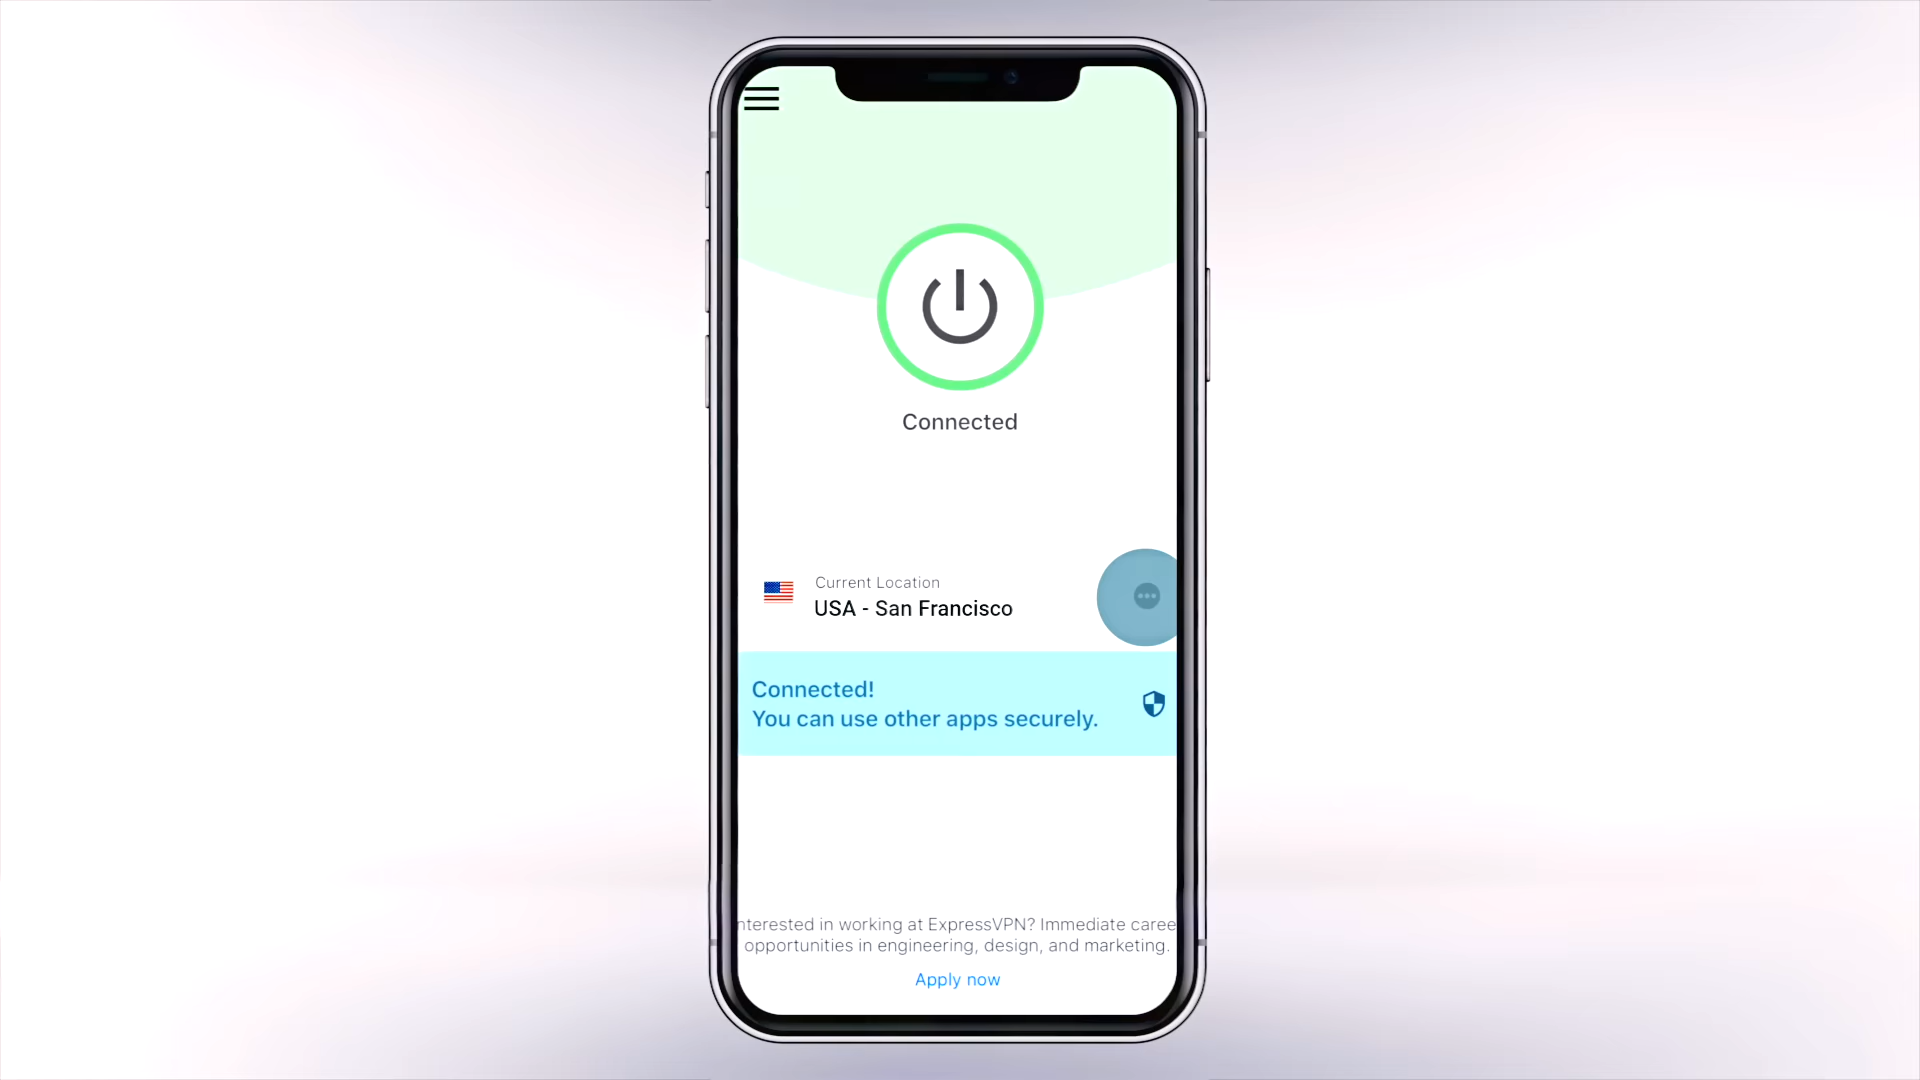 Connected
Current Location
USA - San Francisco
Connected!
You can use other apps securely.
nterested in working at ExpressVPN? Immediate caree
opportunities in engineering, design, and marketing.
Apply now